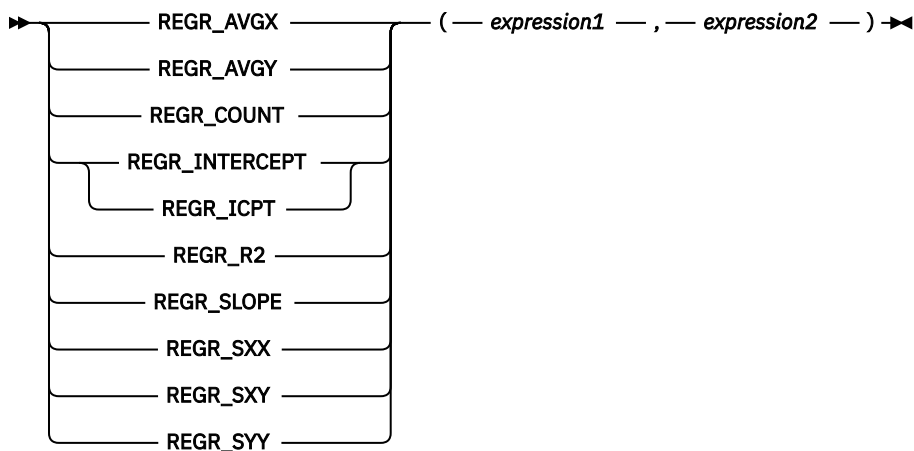 REGR_AVGX ( expression1 , expression2 )
REGR_AVGY
REGR_COUNT
REGR_INTERCEPT
REGR_ICPT
REGR_R2
REGR_SLOPE
REGR_SXX
REGR_SXY
REGR_SYY